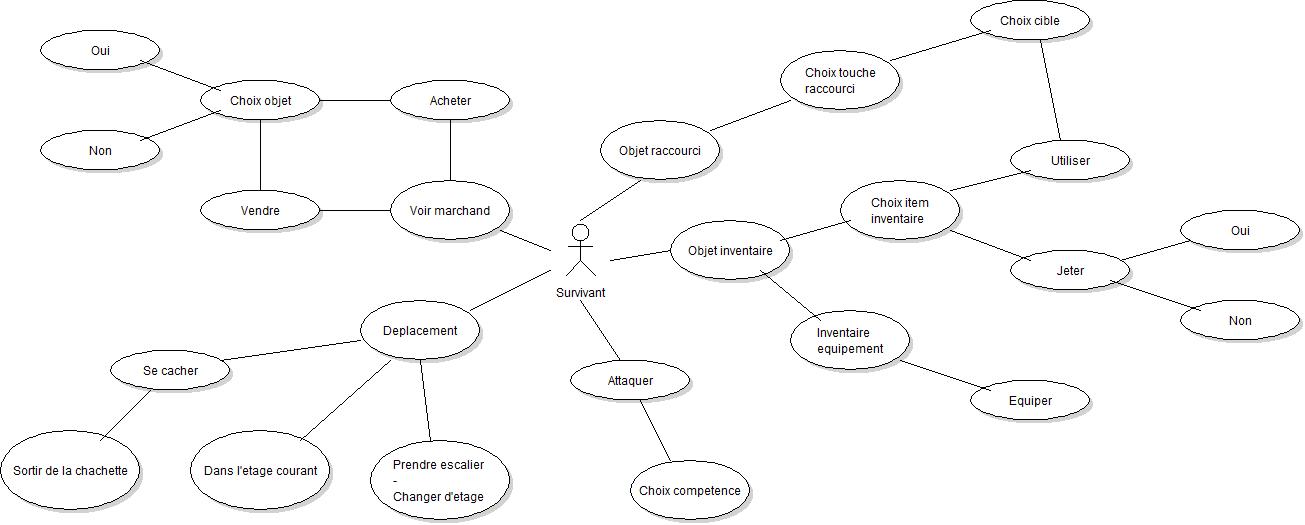 Choix cible
Oui
Choix touche
raccourci
Choix objet
Acheter
Non
Objet raccourci
Utiliser
Vendre
Voir marchand
Choix item
inventaire
Oui
Objet inventaire
Jeter
Survivant
Non
Deplacement
Inventaire
equipement
Se cacher
Attaquer
Equiper
Sortir de la chachette
Dans l'etage courant
Prendre escalier
-
Changer d'etage
Choix competence